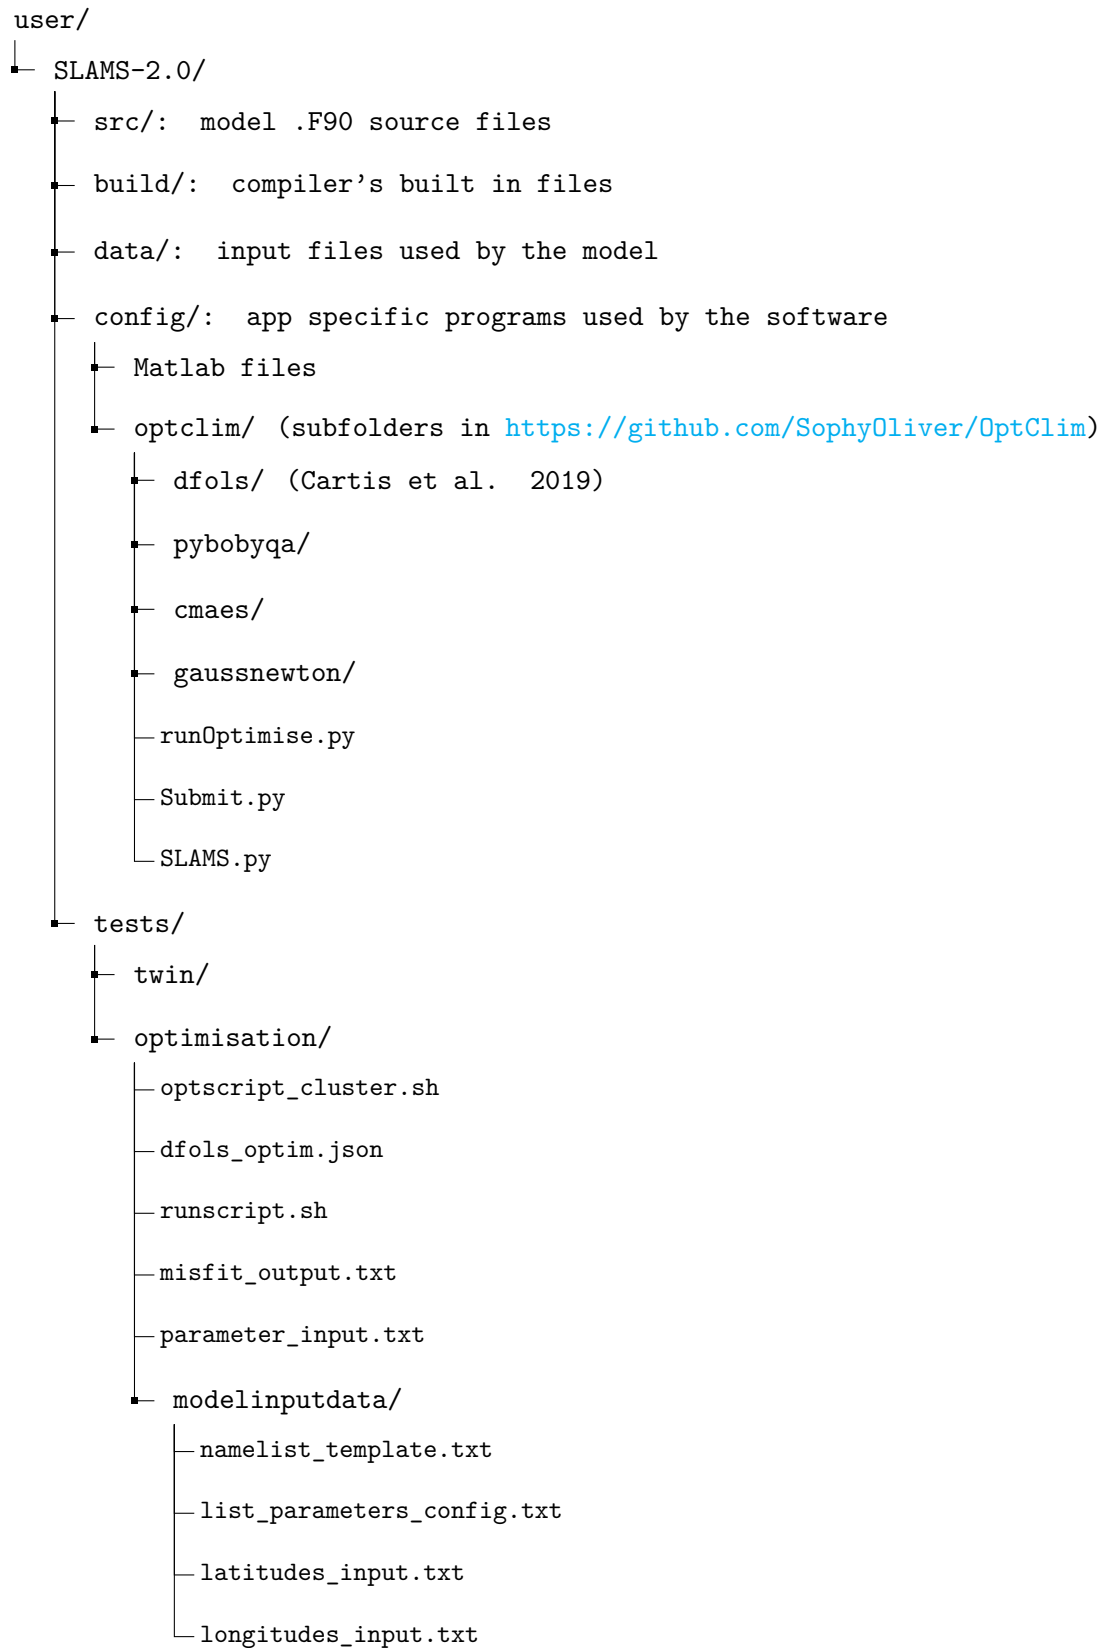 user/
SLAMS-2.0/
src/: model .F90 source files
build/: compiler's built in files
data/: input files used by the model
config/: app specific programs used by the software
Matlab files
optclim/ (subfolders in https://github.com/SophyOliver/OptClim)
dfols/ (Cartis et al. 2019)
pybobyqa/
cmaes/
gaussnewton/
runOptimise.py
Submit.py
SLAMS.py
tests/
twin/
optimisation/
optscript_cluster.sh
dfols_optim.json
runscript.sh
misfit_output.txt
parameter_input.txt
modelinputdata/
namelist_template.txt
list_parameters_config.txt
latitudes_input.txt
longitudes_input.txt